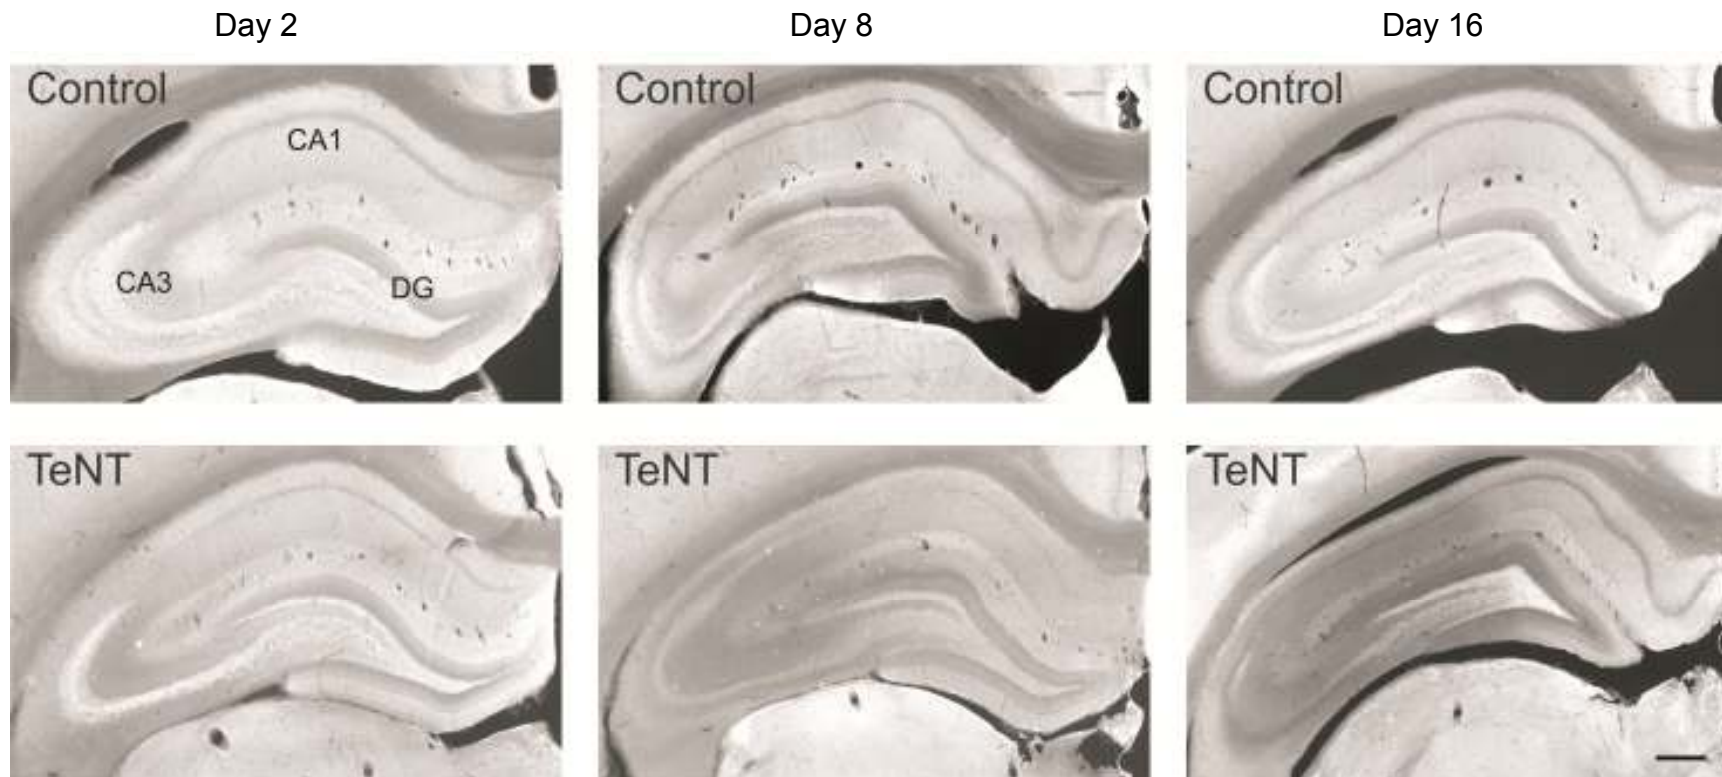 Day 2
Day 8
Day 16
Control
Control
Control
CA1
CA3
DG
TeNT
TeNT
TeNT